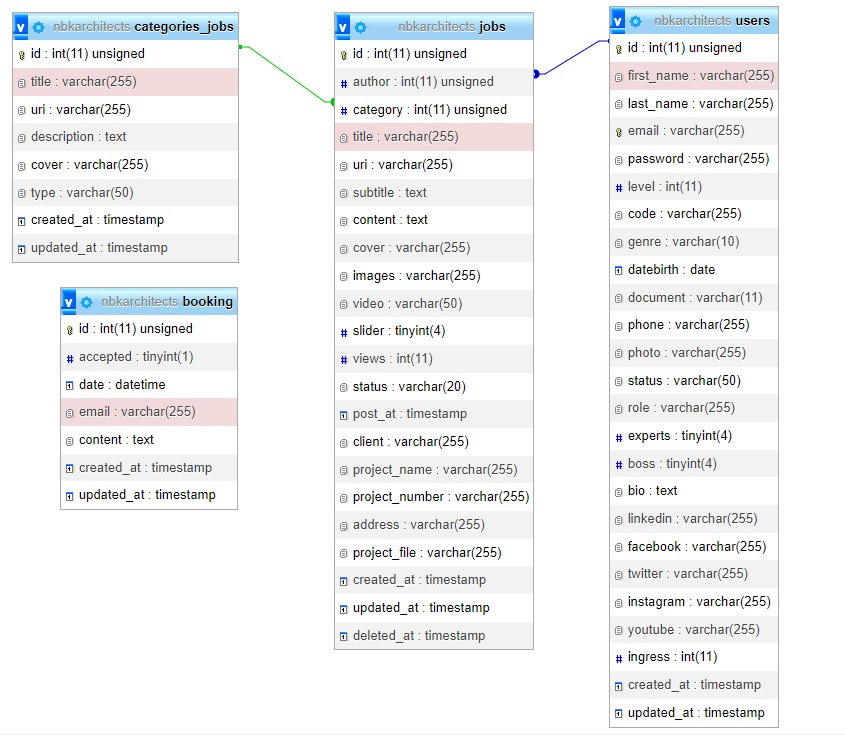 v nbkarchitects categories_jobs
id : int(11) unsigned
title : varchar(255)
uri : varchar(255)
description : text
cover : varchar(255)
type : varchar(50)
created_at : timestamp
updated_at : timestamp
v nbkarchitects booking
id : int(11) unsigned
# accepted : tinyint(1)
date : datetime
email : varchar(255)
content : text
created_at : timestamp
updated_at : timestamp
v nbkarchitects jobs
id : int(11) unsigned
# author : int(11) unsigned
# category : int(11) unsigned
title : varchar(255)
uri : varchar(255)
subtitle : text
content : text
cover : varchar(255)
images : varchar(255)
video : varchar(50)
# slider : tinyint(4)
# views : int(11)
status : varchar(20)
post_at : timestamp
client : varchar(255)
project_name : varchar(255)
project_number : varchar(255)
address : varchar(255)
project_file : varchar(255)
created_at : timestamp
updated_at : timestamp
deleted_at : timestamp
v nbkarchitects users
id : int(11) unsigned
first_name : varchar(255)
last_name : varchar(255)
email : varchar(255)
password : varchar(255)
# level : int(11)
code : varchar(255)
genre : varchar(10)
datebirth : date
document : varchar(11)
phone : varchar(255)
photo : varchar(255)
status : varchar(50)
role : varchar(255)
# experts : tinyint(4)
# boss : tinyint(4)
bio : text
linkedin : varchar(255)
facebook : varchar(255)
twitter : varchar(255)
instagram : varchar(255)
youtube : varchar(255)
# ingress : int(11)
created_at : timestamp
updated_at : timestamp